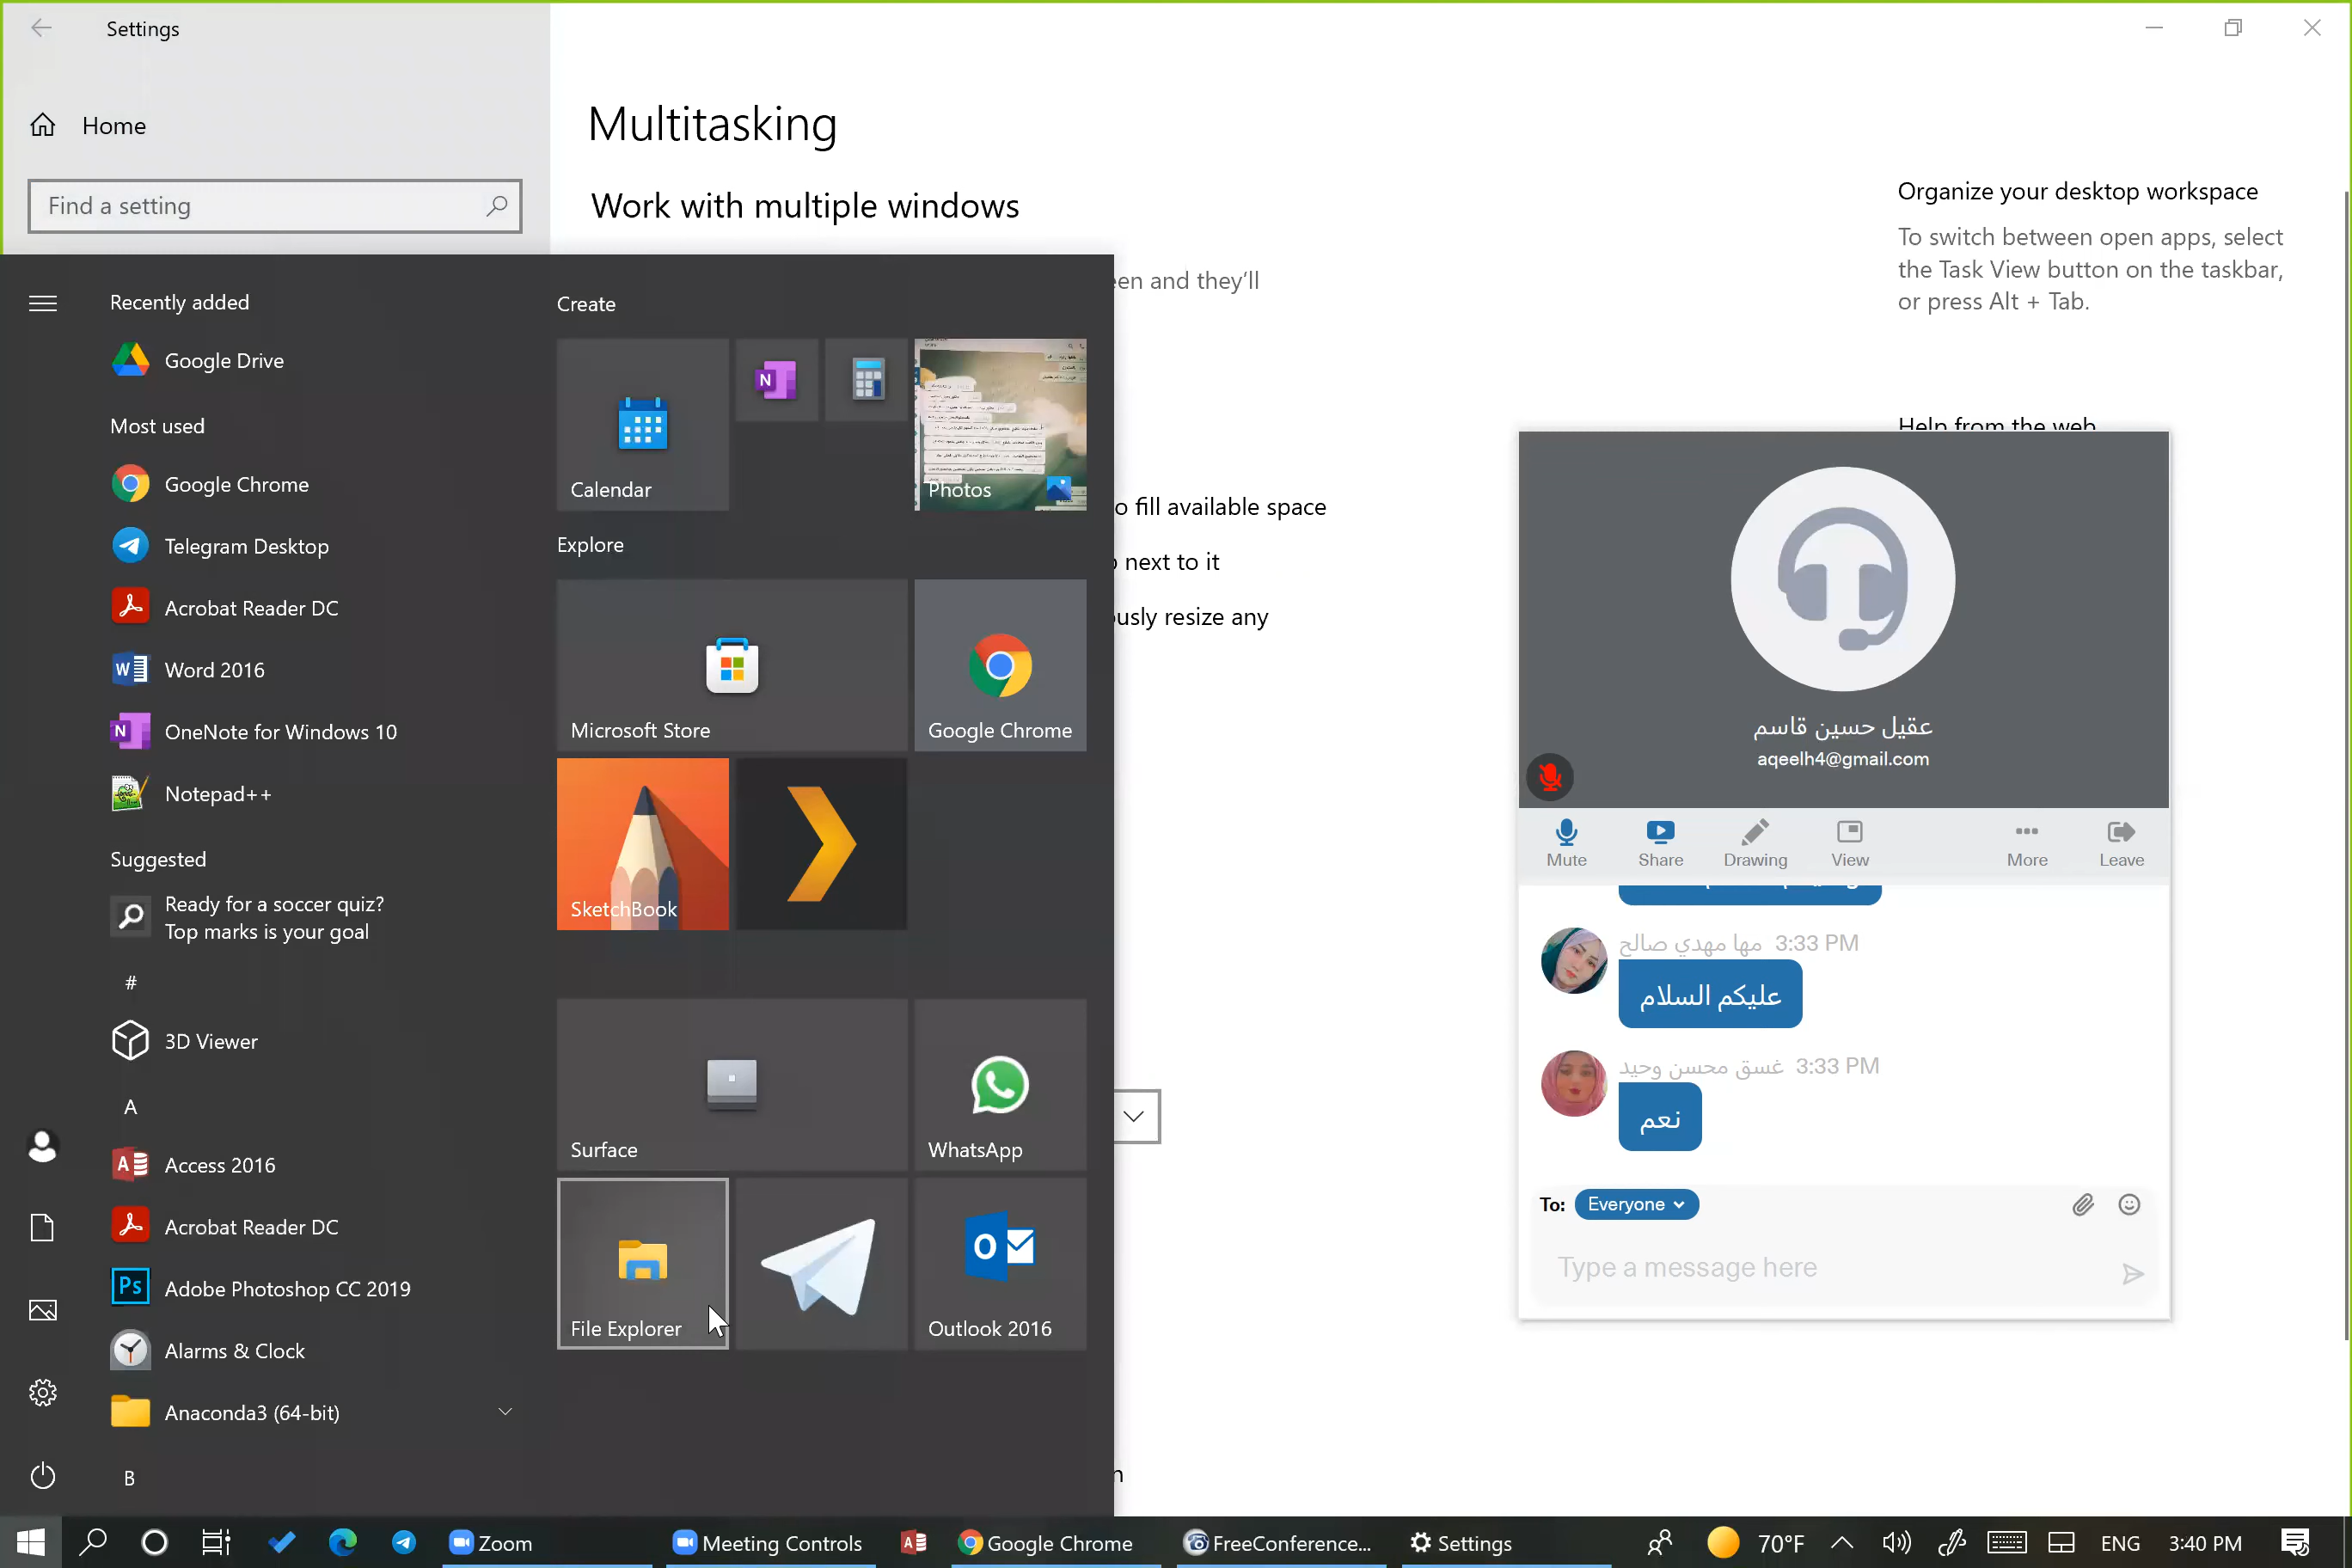 Settings
Home
Find a setting
Multitasking
Work with multiple windows
een and they'll
o fill available space
next to it
ously resize any
Organize your desktop workspace
To switch between open apps, select
the Task View button on the taskbar,
or press Alt + Tab.
Help from the web
Recently added
Google Drive
Most used
Google Chrome
Telegram Desktop
Acrobat Reader DC
Word 2016
OneNote for Windows 10
Notepad++
Suggested
Ready for a soccer quiz?
Top marks is your goal
#
3D Viewer
A
Access 2016
Acrobat Reader DC
Adobe Photoshop CC 2019
Alarms & Clock
Anaconda3 (64-bit)
B
Create
Calendar
Photos
Explore
Microsoft Store
Google Chrome
SketchBook
Surface
WhatsApp
File Explorer
Outlook 2016
عقيل حسين قاسم
aqeelh4@gmail.com
Mute
Share
Drawing
View
More
Leave
مها مهدي صالح 3:33 PM
عليكم السلام
غسق محسن وحيد 3:33 PM
نعم
To: Everyone
Type a message here
Zoom
Meeting Controls
Google Chrome
FreeConference...
Settings
70°F
ENG
3:40 PM